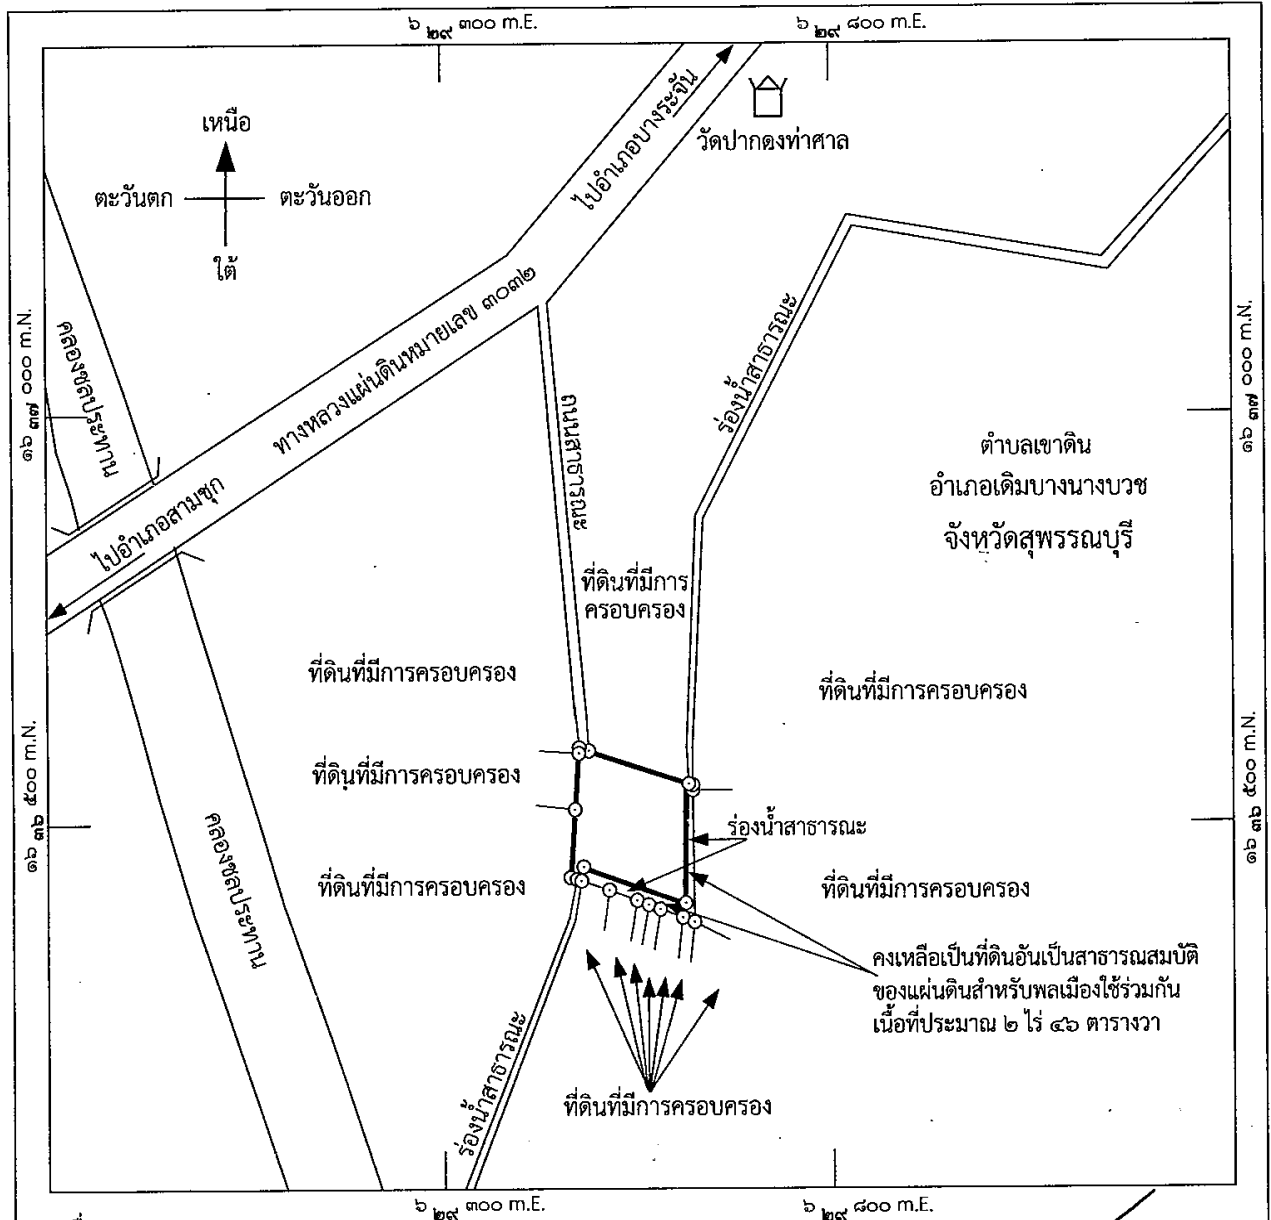 ๖ ๒๙ ๓๐๐ m.E.
๖ ๒๙ ๘๐๐ m.E.
เหนือ
ตะวันตก
ตะวันออก
ใต้
ไปอำเภอบางระจัน
วัดปากดงท่าศาล
คลองชลประทาน
๑๖ ๓๗ ๐๐๐ m.N.
ทางหลวงแผ่นดินหมายเลข ๓๐๓๒
ถนนสาธารณะ
ร่องน้ำสาธารณะ
๑๖ ๓๗ ๐๐๐ m.N.
ตำบลเขาดิน
อำเภอเดิมบางนางบวช
จังหวัดสุพรรณบุรี
ไปอำเภอสามชุก
ที่ดินที่มีการ
ครอบครอง
ที่ดินที่มีการครอบครอง
ที่ดินที่มีการครอบครอง
๑๖ ๓๖ ๕๐๐ m.N.
ที่ดินที่มีการครอบครอง
๑๖ ๓๖ ๕๐๐ m.N.
ร่องน้ำสาธารณะ
คลองชลประทาน
ที่ดินที่มีการครอบครอง
ที่ดินที่มีการครอบครอง
คงเหลือเป็นที่ดินอันเป็นสาธารณสมบัติ
ของแผ่นดินสำหรับพลเมืองใช้ร่วมกัน
เนื้อที่ประมาณ ๒ ไร่ ๔๖ ตารางวา
ร่องน้ำสาธารณะ
ที่ดินที่มีการครอบครอง
๖ ๒๙ ๓๐๐ m.E.
๖ ๒๙ ๘๐๐ m.E.